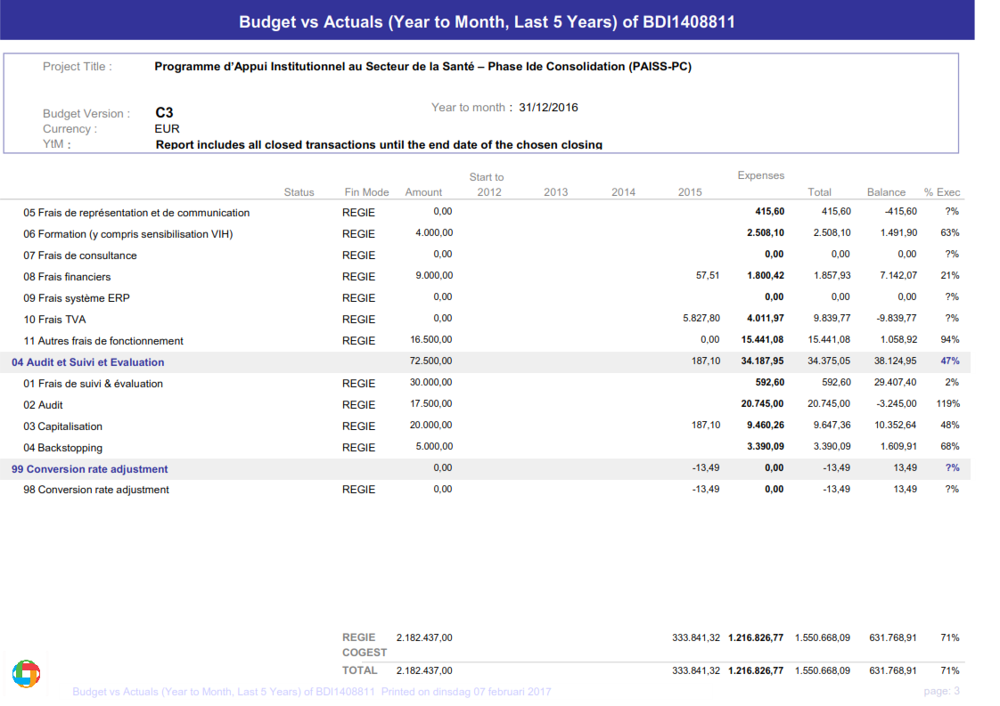 Budget vs Actuals (Year to Month, Last 5 Years) of BDI1408811
Project Title : Programme d'Appui Institutionnel au Secteur de la Santé – Phase Ide Consolidation (PAISS-PC)
Year to month : 31/12/2016
Budget Version : C3
Currency : EUR
YtM : Report includes all closed transactions until the end date of the chosen closing
Start to Expenses
Status Fin Mode Amount 2012 2013 2014 2015 Total Balance % Exec
05 Frais de représentation et de communication REGIE 0,00 415,60 415,60 -415,60 ?%
06 Formation (y compris sensibilisation VIH) REGIE 4.000,00 2.508,10 2.508,10 1.491,90 63%
07 Frais de consultance REGIE 0,00 0,00 0,00 0,00 ?%
08 Frais financiers REGIE 9.000,00 57,51 1.800,42 1.857,93 7.142,07 21%
09 Frais système ERP REGIE 0,00 0,00 0,00 0,00 ?%
10 Frais TVA REGIE 0,00 5.827,80 4.011,97 9.839,77 -9.839,77 ?%
11 Autres frais de fonctionnement REGIE 16.500,00 0,00 15.441,08 15.441,08 1.058,92 94%
04 Audit et Suivi et Evaluation 72.500,00 187,10 34.187,95 34.375,05 38.124,95 47%
01 Frais de suivi & évaluation REGIE 30.000,00 592,60 592,60 29.407,40 2%
02 Audit REGIE 17.500,00 20.745,00 20.745,00 -3.245,00 119%
03 Capitalisation REGIE 20.000,00 187,10 9.460,26 9.647,36 10.352,64 48%
04 Backstopping REGIE 5.000,00 3.390,09 3.390,09 1.609,91 68%
99 Conversion rate adjustment 0,00 -13,49 0,00 -13,49 13,49 ?%
98 Conversion rate adjustment REGIE 0,00 -13,49 0,00 -13,49 13,49 ?%
REGIE 2.182.437,00 333.841,32 1.216.826,77 1.550.668,09 631.768,91 71%
COGEST
TOTAL 2.182.437,00 333.841,32 1.216.826,77 1.550.668,09 631.768,91 71%
Budget vs Actuals (Year to Month, Last 5 Years) of BDI1408811 Printed on dinsdag 07 februari 2017 page: 3